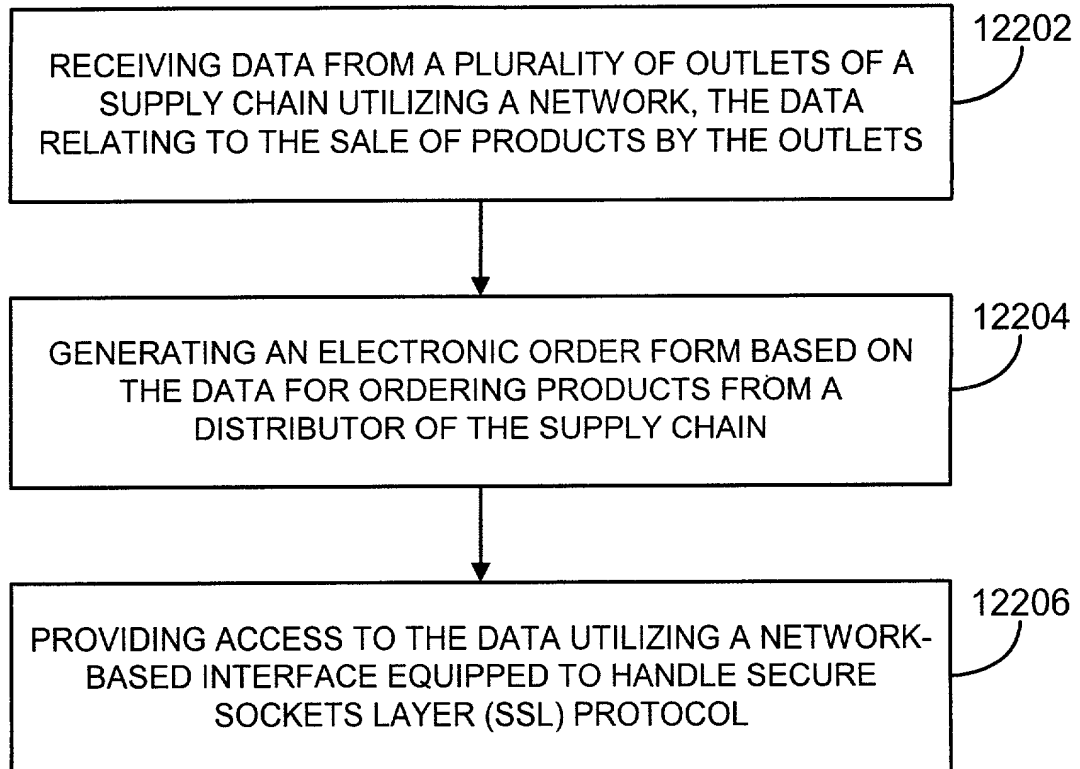 12202
RECEIVING DATA FROM A PLURALITY OF OUTLETS OF A
SUPPLY CHAIN UTILIZING A NETWORK, THE DATA
RELATING TO THE SALE OF PRODUCTS BY THE OUTLETS
12204
GENERATING AN ELECTRONIC ORDER FORM BASED ON
THE DATA FOR ORDERING PRODUCTS FROM A
DISTRIBUTOR OF THE SUPPLY CHAIN
12206
PROVIDING ACCESS TO THE DATA UTILIZING A NETWORK-
BASED INTERFACE EQUIPPED TO HANDLE SECURE
SOCKETS LAYER (SSL) PROTOCOL